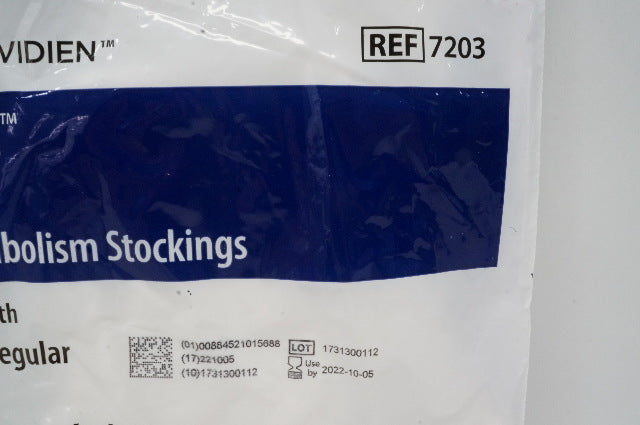 VIDIEN™
REF 7203
™
bolism Stockings
th
egular
(01)00884521015688
(17)221005
(10)1731300112
LOT 1731300112
Use
by 2022-10-05